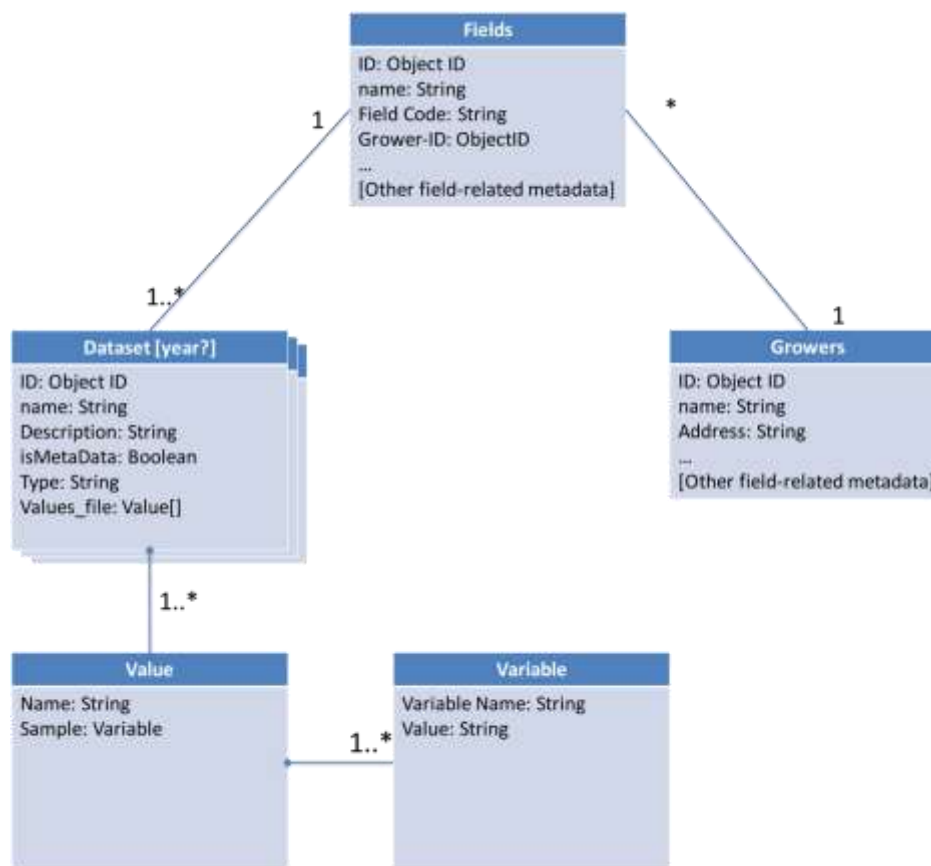 Fields
ID: Object ID
name: String
Field Code: String
Grower-ID: ObjectID
...
[Other field-related metadata]
1
*
1..*
1
Dataset [year?]
ID: Object ID
name: String
Description: String
isMetaData: Boolean
Type: String
Values_file: Value[]
Growers
ID: Object ID
name: String
Address: String
...
[Other field-related metadata]
1..*
Value
Name: String
Sample: Variable
1..*
Variable
Variable Name: String
Value: String